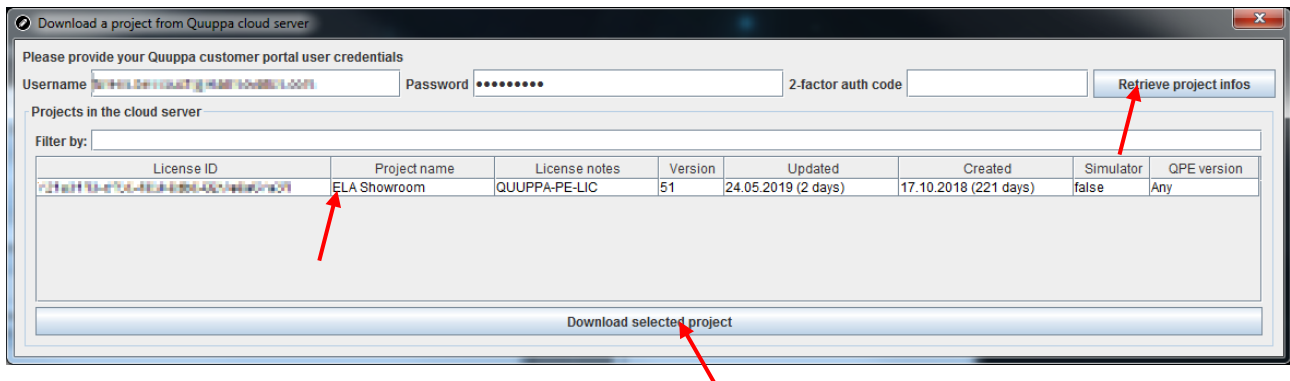 Download a project from Quuppa cloud server
Please provide your Quuppa customer portal user credentials
Username Password ●●●●●●●●● 2-factor auth code Retrieve project infos
Projects in the cloud server
Filter by:
License ID Project name License notes Version Updated Created Simulator QPE version
ELA Showroom QUUPPA-PE-LIC 51 24.05.2019 (2 days) 17.10.2018 (221 days) false Any
Download selected project